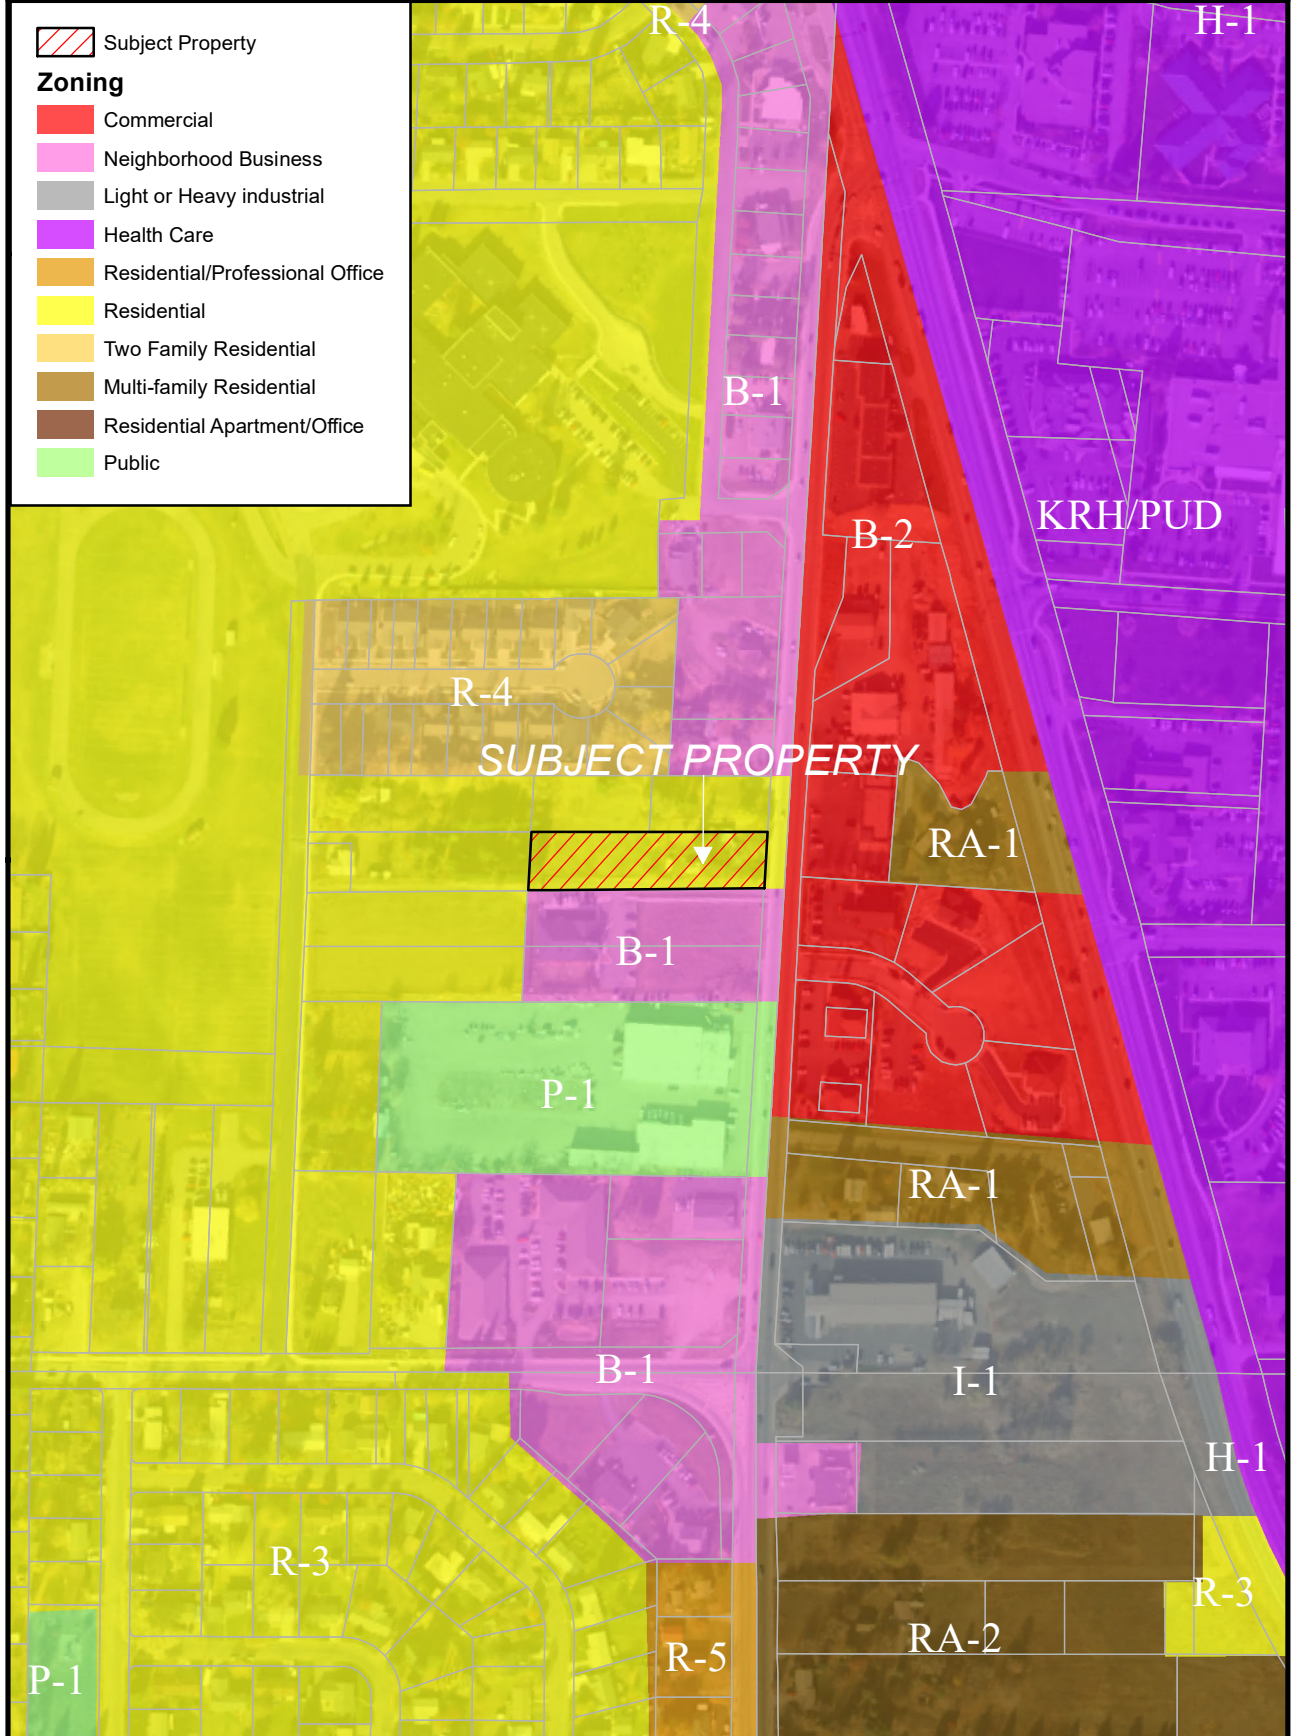 Subject Property
Zoning
Commercial
Neighborhood Business
Light or Heavy industrial
Health Care
Residential/Professional Office
Residential
Two Family Residential
Multi-family Residential
Residential Apartment/Office
Public
R-4
H-1
B-1
KRH/PUD
B-2
R-4
SUBJECT PROPERTY
RA-1
B-1
P-1
RA-1
B-1
I-1
H-1
R-3
R-3
RA-2
R-5
P-1